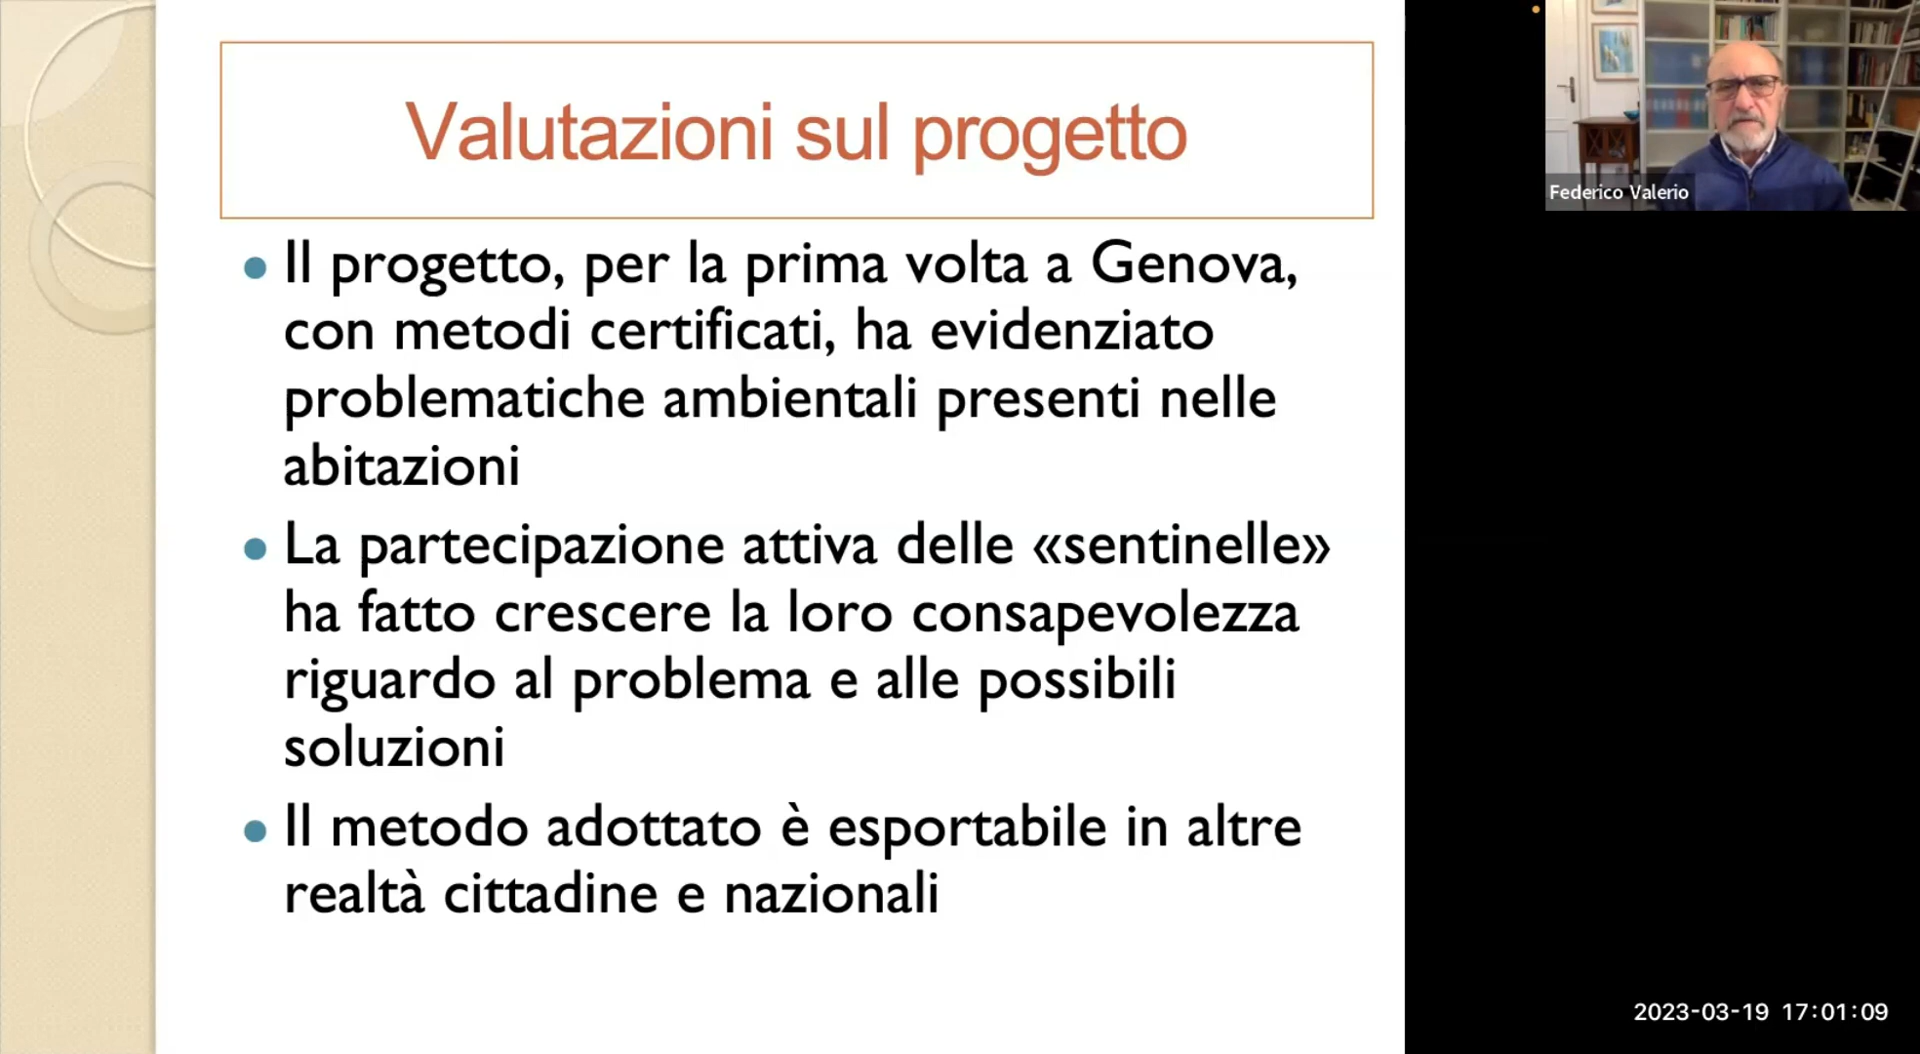 Valutazioni sul progetto
Il progetto, per la prima volta a Genova,
con metodi certificati, ha evidenziato
problematiche ambientali presenti nelle
abitazioni
La partecipazione attiva delle «sentinelle»
ha fatto crescere la loro consapevolezza
riguardo al problema e alle possibili
soluzioni
Il metodo adottato è esportabile in altre
realtà cittadine e nazionali
Federico Valerio
2023-03-19 17:01:09